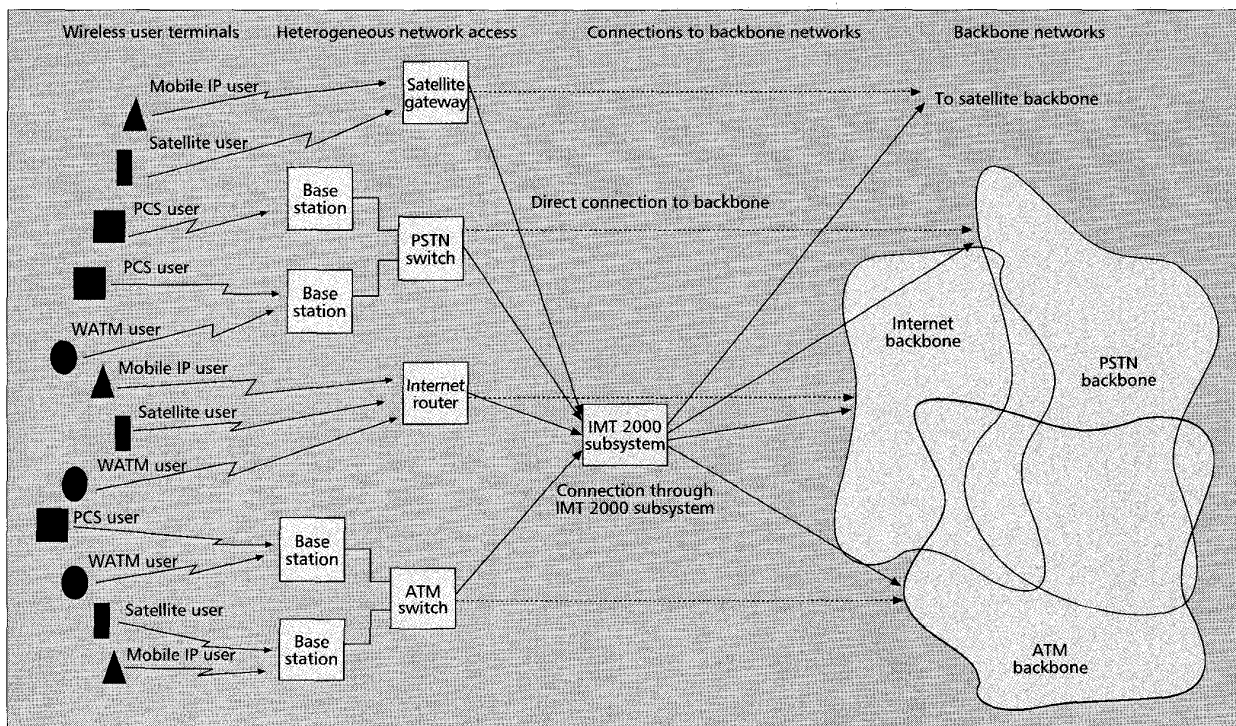 Wireless user terminals
Heterogeneous network access
Connections to backbone networks
Backbone networks
Mobile IP user
Satellite
gateway
To satellite backbone
Satellite user
Base
station
PCS user
Direct connection to backbone
PSTN
switch
PCS user
Base
station
WATM user
Internet
backbone
Mobile IP user
PSTN
backbone
Internet
router
Satellite user
IMT 2000
subsystem
WATM user
Connection through
IMT 2000 subsystem
PCS user
Base
station
WATM user
ATM
switch
Satellite user
Base
station
Mobile IP user
ATM
backbone